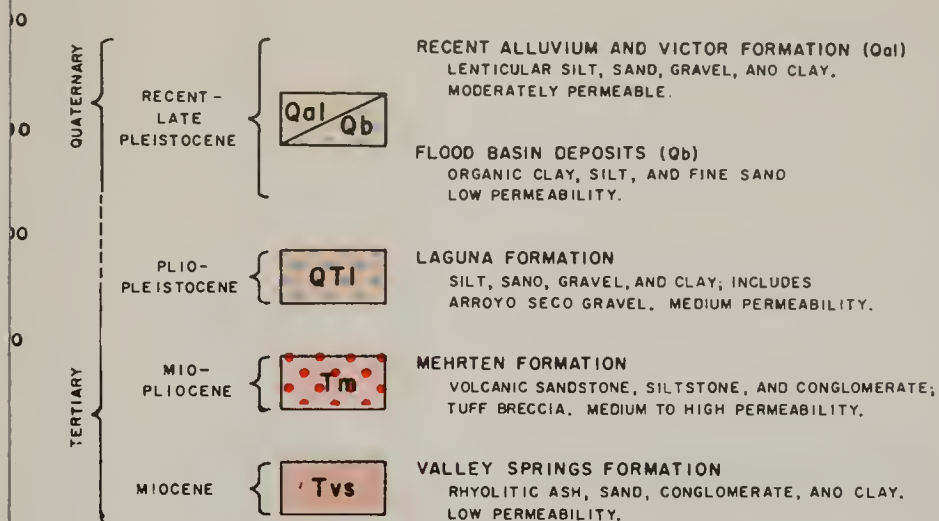 00
00
00
0
QUATERNARY
TERTIARY
RECENT-
LATE
PLEISTOCENE
Qal
Qb
RECENT ALLUVIUM AND VICTOR FORMATION (Qal)
LENTICULAR SILT, SAND, GRAVEL, AND CLAY.
MODERATELY PERMEABLE.
FLOOD BASIN DEPOSITS (Qb)
ORGANIC CLAY, SILT, AND FINE SAND
LOW PERMEABILITY.
PLIO-
PLEISTOCENE
QTl
LAGUNA FORMATION
SILT, SAND, GRAVEL, AND CLAY; INCLUDES
ARROYO SECO GRAVEL. MEDIUM PERMEABILITY.
MIO-
PLIOCENE
Tm
MEHRTEN FORMATION
VOLCANIC SANDSTONE, SILTSTONE, AND CONGLOMERATE;
TUFF BRECCIA. MEDIUM TO HIGH PERMEABILITY.
MIOCENE
Tvs
VALLEY SPRINGS FORMATION
RHYOLITIC ASH, SAND, CONGLOMERATE, AND CLAY.
LOW PERMEABILITY.